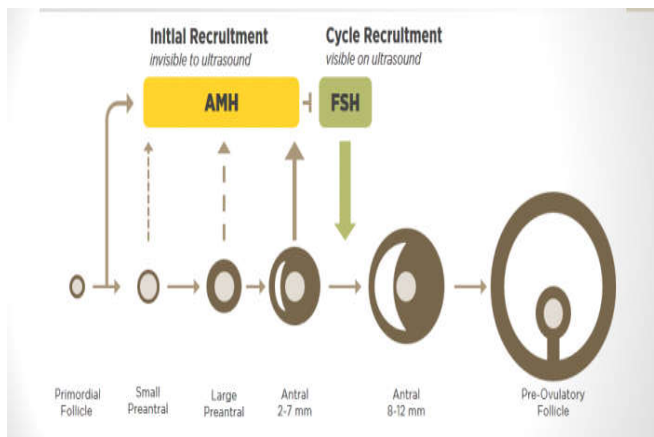 Initial Recruitment
invisible to ultrasound
Cycle Recruitment
visible on ultrasound
AMH
FSH
Primordial
Follicle
Small
Preantral
Large
Preantral
Antral
2-7 mm
Antral
8-12 mm
Pre-Ovulatory
Follicle